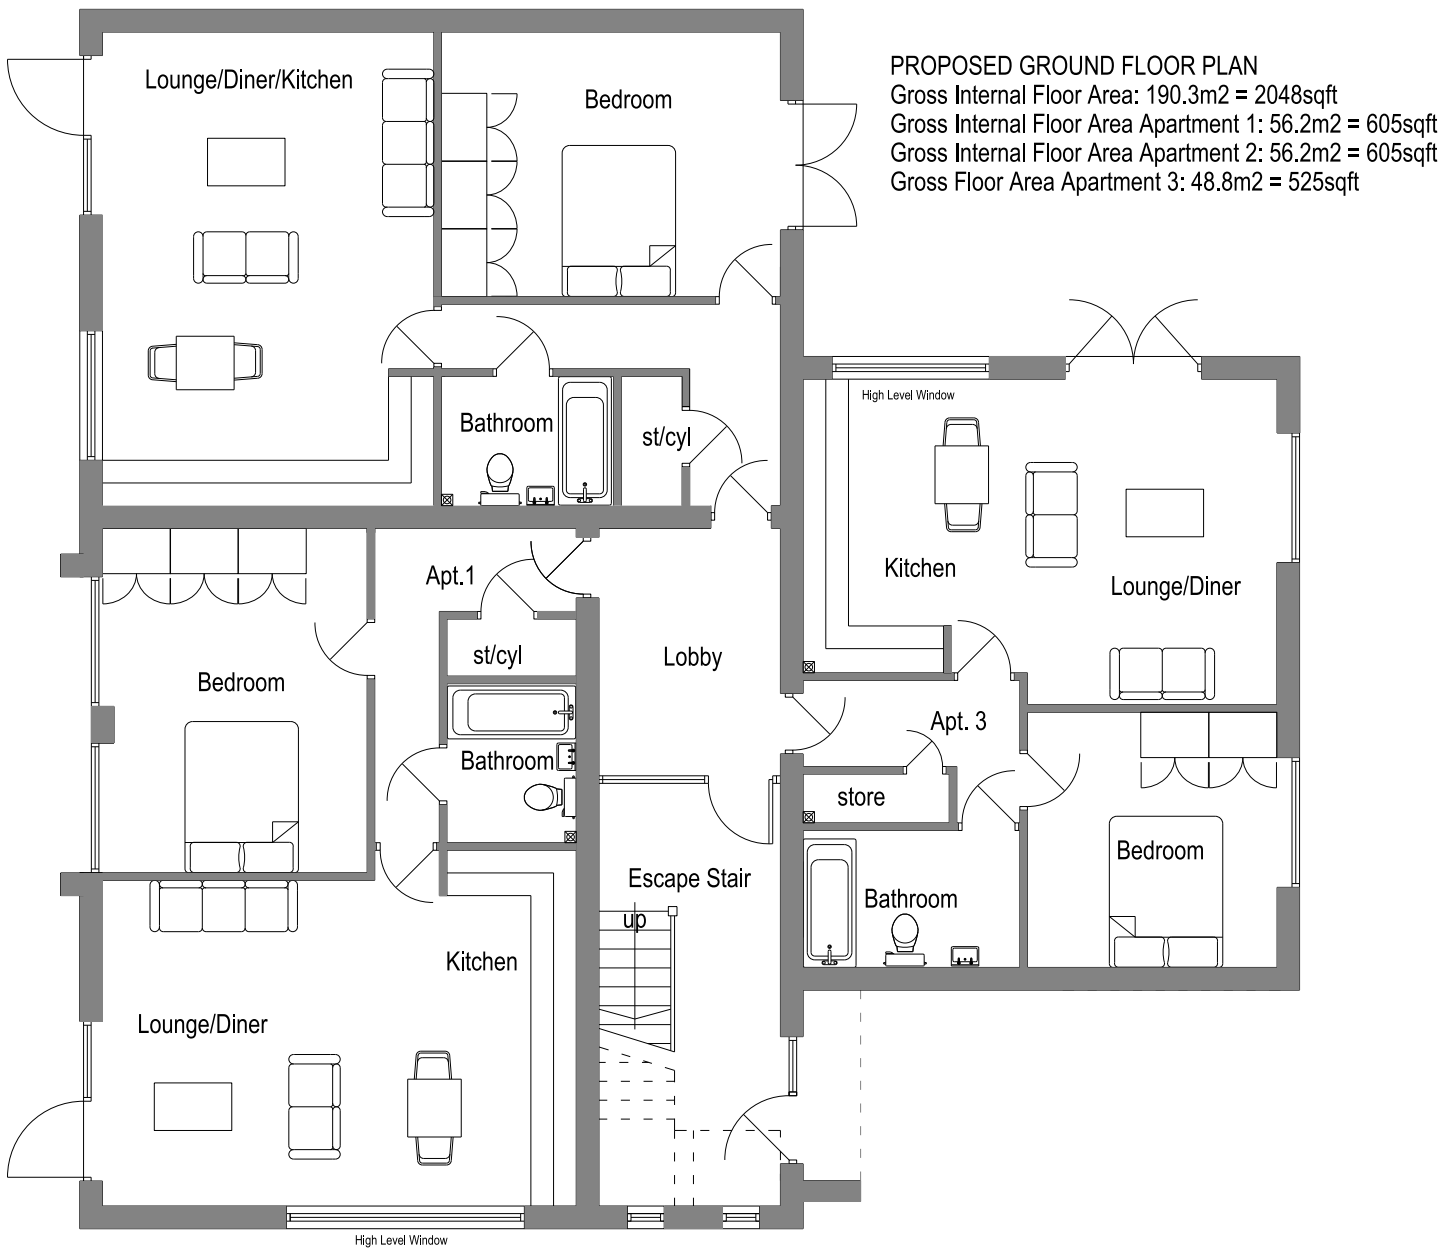 PROPOSED GROUND FLOOR PLAN
Gross Internal Floor Area: 190.3m2 = 2048sqft
Gross Internal Floor Area Apartment 1: 56.2m2 = 605sqft
Gross Internal Floor Area Apartment 2: 56.2m2 = 605sqft
Gross Floor Area Apartment 3: 48.8m2 = 525sqft
Lounge/Diner/Kitchen
Bedroom
Bathroom
st/cyl
High Level Window
Kitchen
Lounge/Diner
Apt.1
st/cyl
Lobby
Bedroom
Bathroom
Apt. 3
store
Bedroom
Bathroom
Escape Stair
up
Kitchen
Lounge/Diner
High Level Window